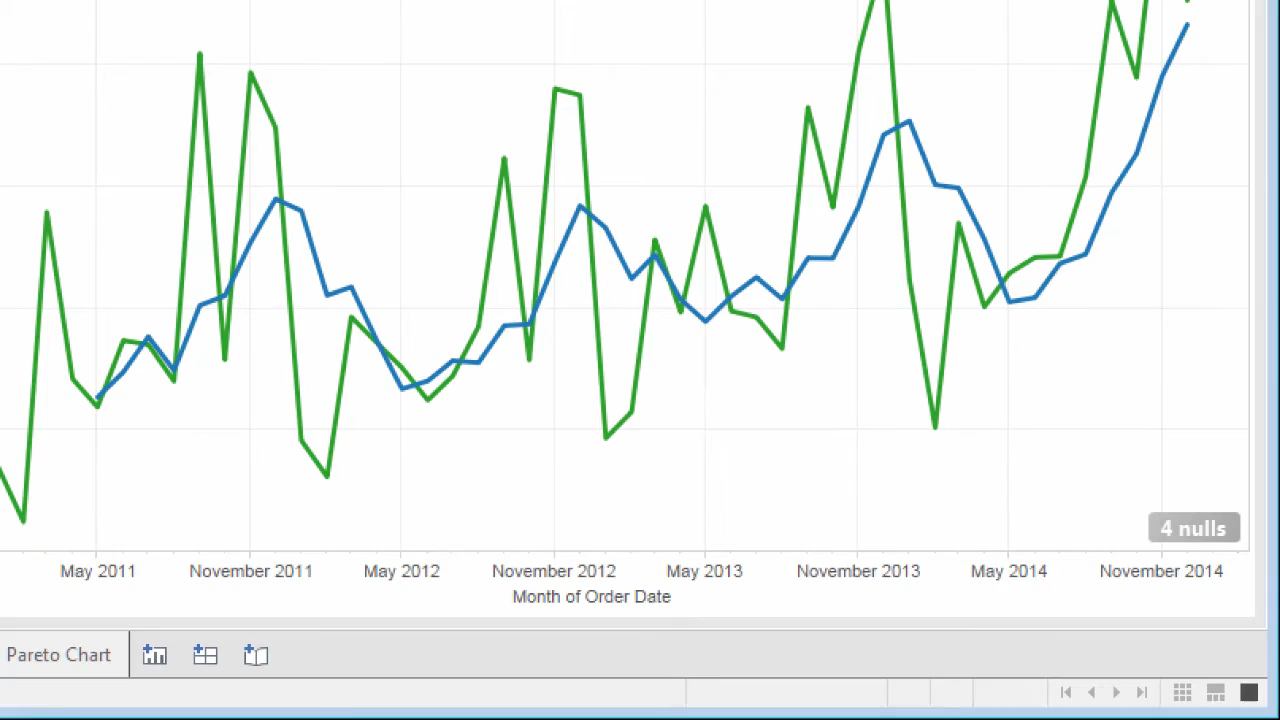 4 nulls
May 2011 November 2011 May 2012 November 2012 May 2013 November 2013 May 2014 November 2014
Month of Order Date
Pareto Chart